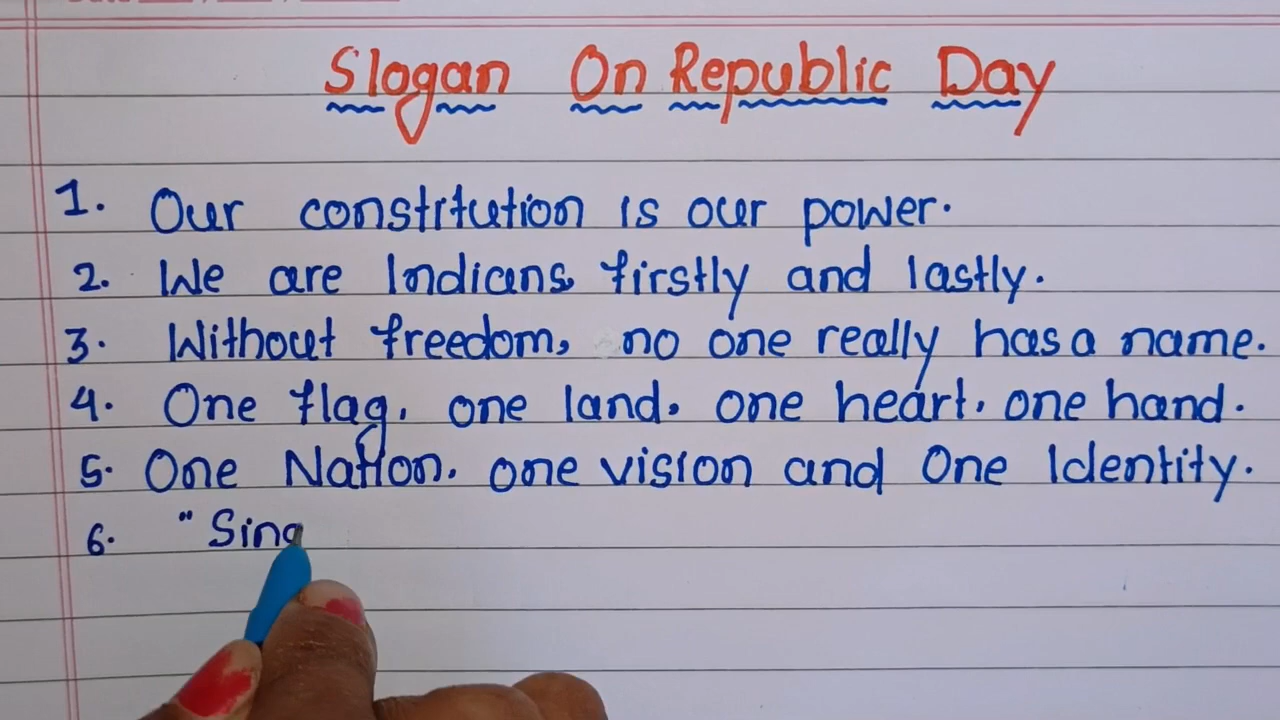 Slogan On Republic Day
1. Our constitution is our power.
2. We are Indians firstly and lastly.
3. Without freedom, no one really has a name.
4. One flag, one land, one heart, one hand.
5. One Nation, one vision and One Identity.
6. "Sing